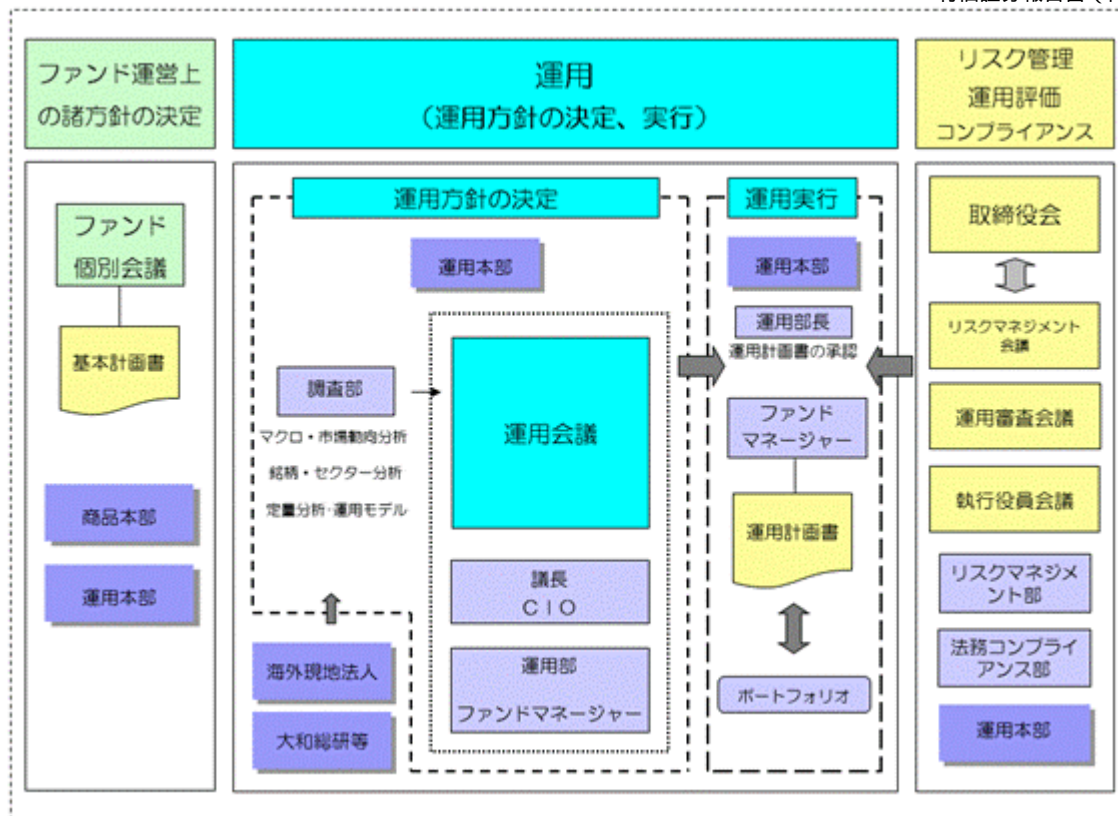 ファンド運営上
の諸方針の決定
運用
(運用方針の決定、実行)
リスク管理
運用評価
コンプライアンス
ファンド
個別会議
基本計画書
商品本部
運用本部
運用方針の決定
運用本部
調査部
マクロ・市場動向分析
銘柄・セクター分析
定量分析・運用モデル
海外現地法人
大和総研等
運用会議
議長
CIO
運用部
ファンドマネージャー
運用実行
運用本部
運用部長
運用計画書の承認
ファンド
マネージャー
運用計画書
ポートフォリオ
取締役会
リスクマネジメント
会議
運用審査会議
執行役員会議
リスクマネジメ
ント部
法務コンプライ
アンス部
運用本部